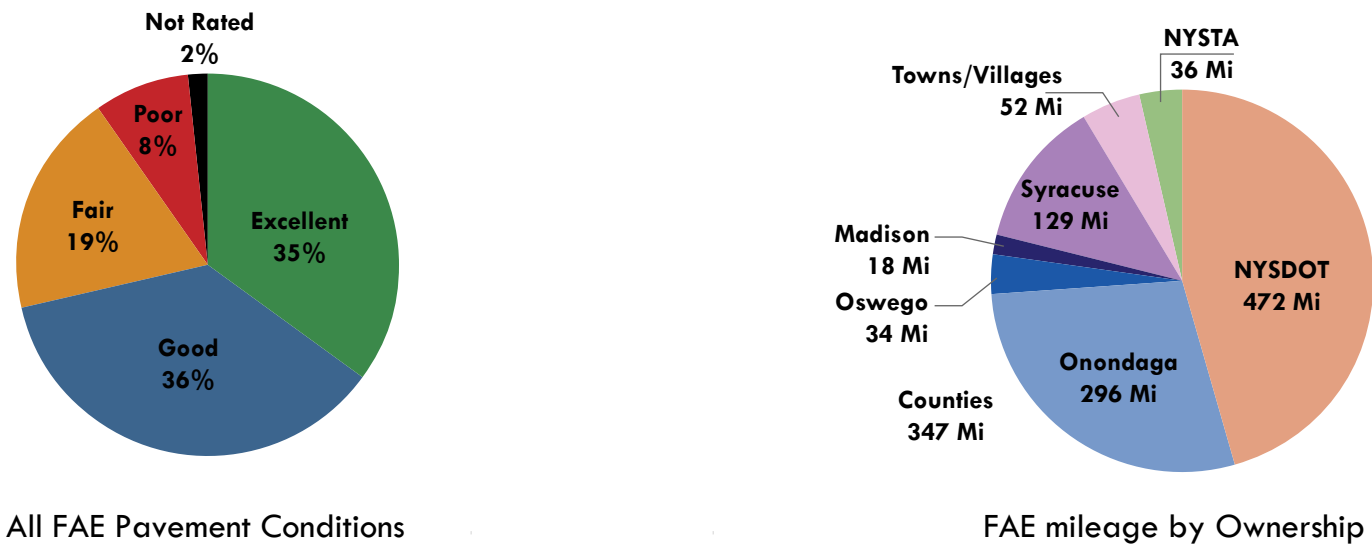 Not Rated
2%
Poor
8%
Fair
19%
Excellent
35%
Good
36%
All FAE Pavement Conditions
NYSTA
36 Mi
Towns/Villages
52 Mi
Syracuse
129 Mi
Madison
18 Mi
Oswego
34 Mi
NYSDOT
472 Mi
Onondaga
296 Mi
Counties
347 Mi
FAE mileage by Ownership